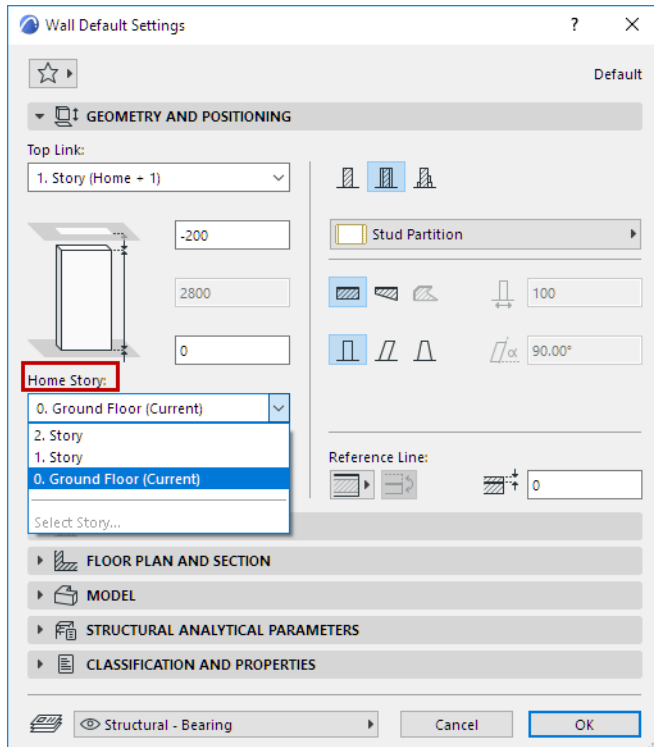 Wall Default Settings
?
Default
GEOMETRY AND POSITIONING
Top Link:
1. Story (Home + 1)
-200
2800
0
Home Story:
0. Ground Floor (Current)
2. Story
1. Story
0. Ground Floor (Current)
Select Story...
Stud Partition
100
α 90.00°
Reference Line:
0
FLOOR PLAN AND SECTION
MODEL
STRUCTURAL ANALYTICAL PARAMETERS
CLASSIFICATION AND PROPERTIES
Structural - Bearing
Cancel
OK